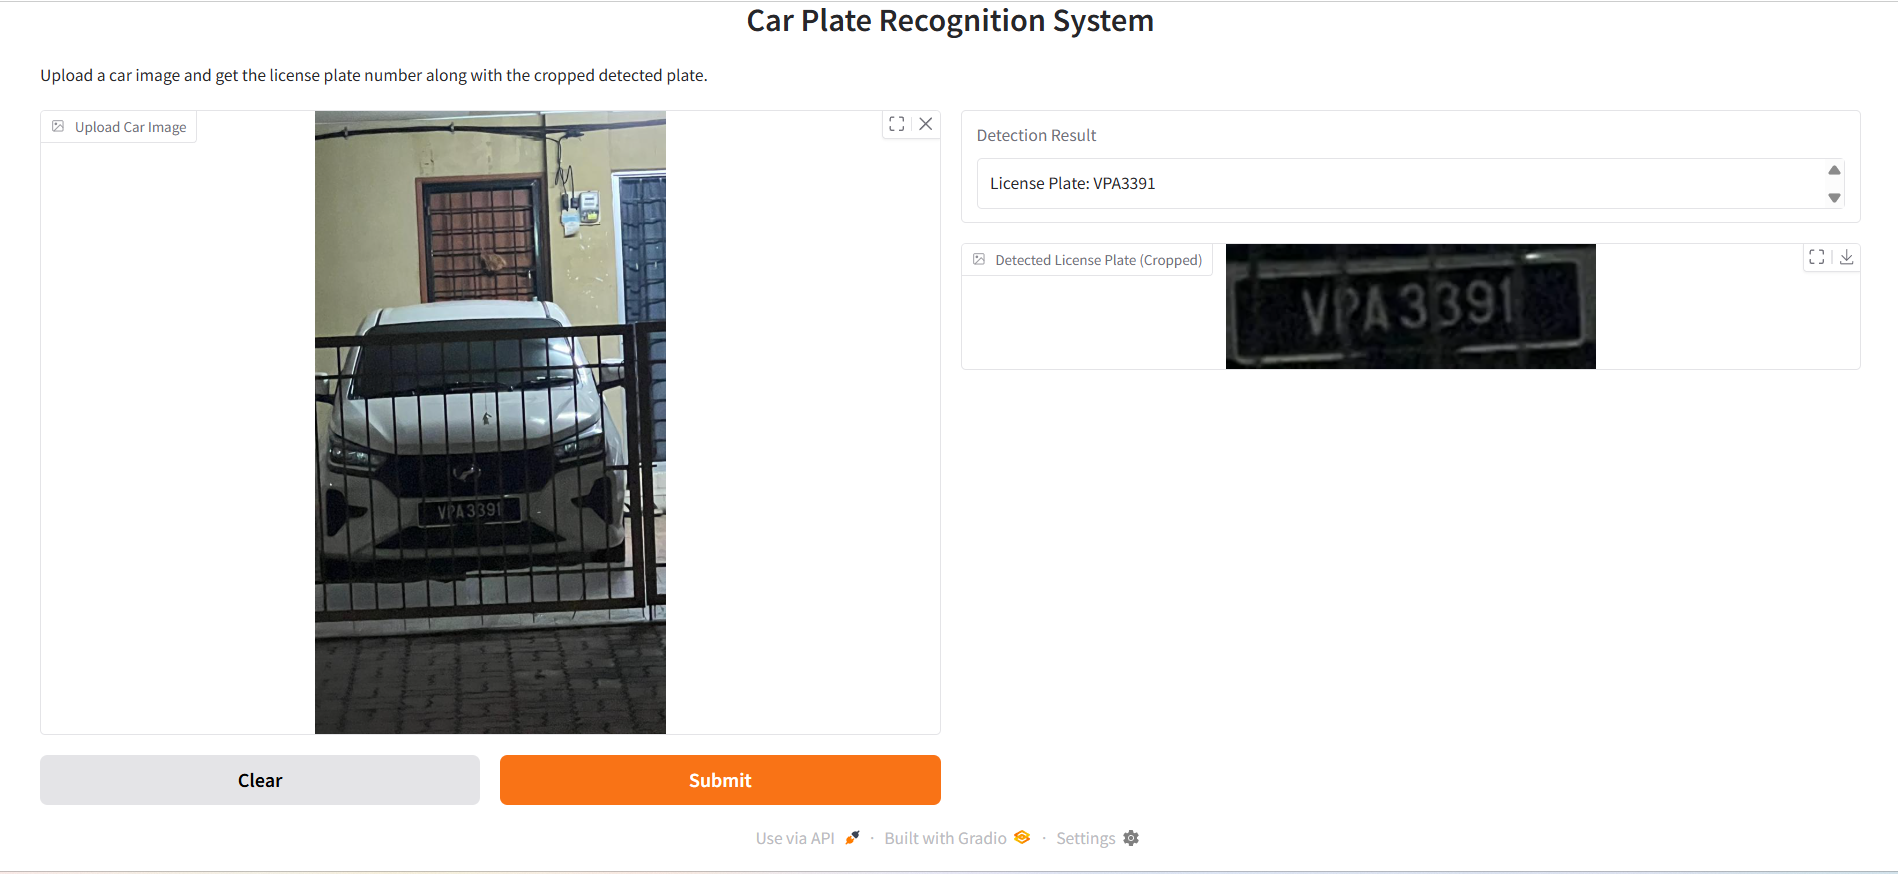 Car Plate Recognition System
Upload a car image and get the license plate number along with the cropped detected plate.
Upload Car Image
VPA3391
Clear
Submit
Detection Result
License Plate: VPA3391
Detected License Plate (Cropped)
VPA3391
Use via API · Built with Gradio · Settings